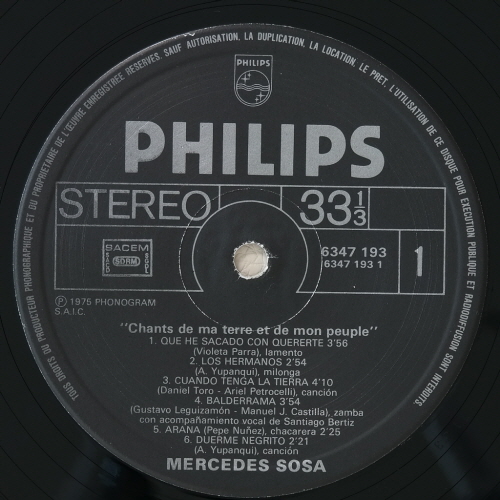 TOUS DROITS DU PRODUCTEUR PHONOGRAPHIQUE ET DU PROPRIETAIRE DE L'ŒUVRE ENREGISTREE RESERVES. SAUF AUTORISATION, LA DUPLICATION, LA LOCATION, LE PRET, L'UTILISATION DE CE DISQUE POUR EXECUTION PUBLIQUE ET RADIODIFFUSION SONT INTERDITS
PHILIPS
PHILIPS
STEREO
33 1/3
SACEM
SACD
SDRM
SGDL
6347 193
6347 193 1
1
℗ 1975 PHONOGRAM
S.A.I.C.
"Chants de ma terre et de mon peuple"
1. QUE HE SACADO CON QUERERTE 3'56
(Violeta Parra), lamento
2. LOS HERMANOS 2'54
(A. Yupanqui), milonga
3. CUANDO TENGA LA TIERRA 4'10
(Daniel Toro - Ariel Petrocelli), canción
4. BALDERRAMA 3'54
(Gustavo Leguizamón - Manuel J. Castilla), zamba
con acompañamiento vocal de Santiago Bertiz
5. ARANA (Pepe Nuñez), chacarera 2'25
6. DUERME NEGRITO 2'21
(A. Yupanqui), canción
MERCEDES SOSA